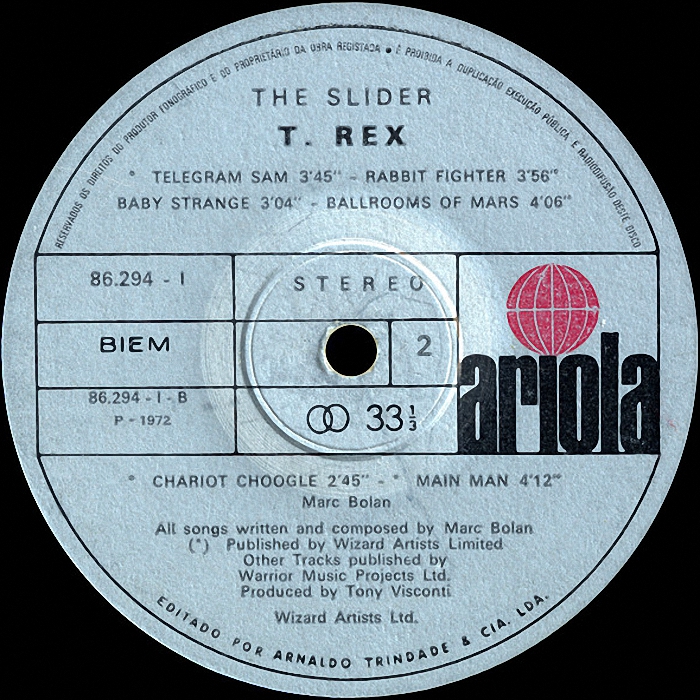 RESERVADOS OS DIREITOS DO PRODUTOR FONOGRÁFICO E DO PROPRIETÁRIO DA OBRA REGISTADA • É PROIBIDA A DUPLICAÇÃO EXECUÇÃO PÚBLICA E RADIODIFUSÃO DESTE DISCO
THE SLIDER
T. REX
* TELEGRAM SAM 3'45" - RABBIT FIGHTER 3'56"
BABY STRANGE 3'04" - BALLROOMS OF MARS 4'06"
86.294 - I
STEREO
BIEM
2
ariola
86.294 - I - B
P - 1972
33⅓
* CHARIOT CHOOGLE 2'45" - * MAIN MAN 4'12"
Marc Bolan
All songs written and composed by Marc Bolan
(*) Published by Wizard Artists Limited
Other Tracks published by
Warrior Music Projects Ltd.
Produced by Tony Visconti
Wizard Artists Ltd.
EDITADO POR ARNALDO TRINDADE & CIA. LDA.